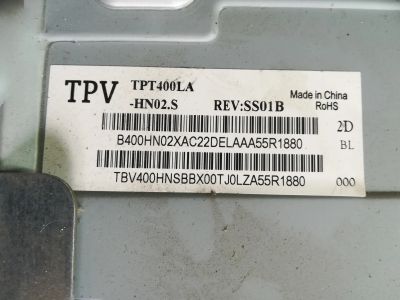 TPV TPT400LA Made in China
-HN02.S REV:SS01B RoHS
2D
B400HN02XAC22DELAAA55R1880 BL
TBV400HNSBBX00TJ0LZA55R1880 000